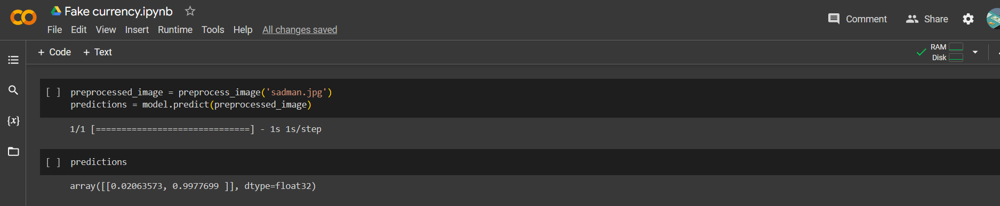 Fake currency.ipynb
File Edit View Insert Runtime Tools Help All changes saved
Comment Share
+ Code + Text
RAM
Disk
{x}
[ ] preprocessed_image = preprocess_image('sadman.jpg')
predictions = model.predict(preprocessed_image)
1/1 [==============================] - 1s 1s/step
[ ] predictions
array([[0.02063573, 0.9977699 ]], dtype=float32)